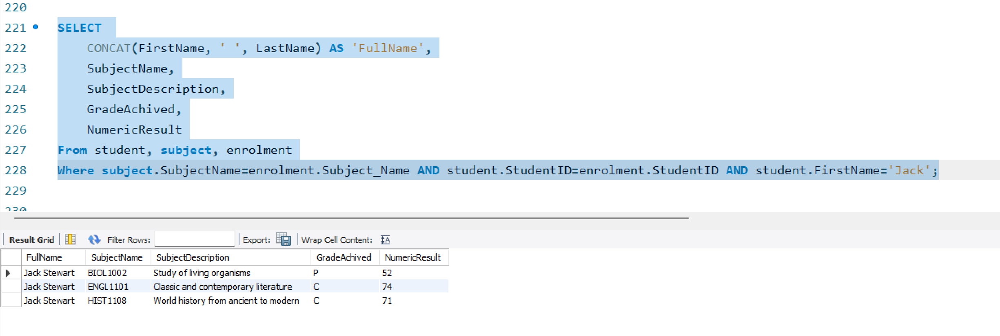 220
221 SELECT
222 CONCAT(FirstName, ' ', LastName) AS 'FullName',
223 SubjectName,
224 SubjectDescription,
225 GradeAchived,
226 NumericResult
227 From student, subject, enrolment
228 Where subject.SubjectName=enrolment.Subject_Name AND student.StudentID=enrolment.StudentID AND student.FirstName='Jack';
229
230
Result Grid Filter Rows: Export: Wrap Cell Content: IA
FullName SubjectName SubjectDescription GradeAchived NumericResult
Jack Stewart BIOL1002 Study of living organisms P 52
Jack Stewart ENGL1101 Classic and contemporary literature C 74
Jack Stewart HIST1108 World history from ancient to modern C 71